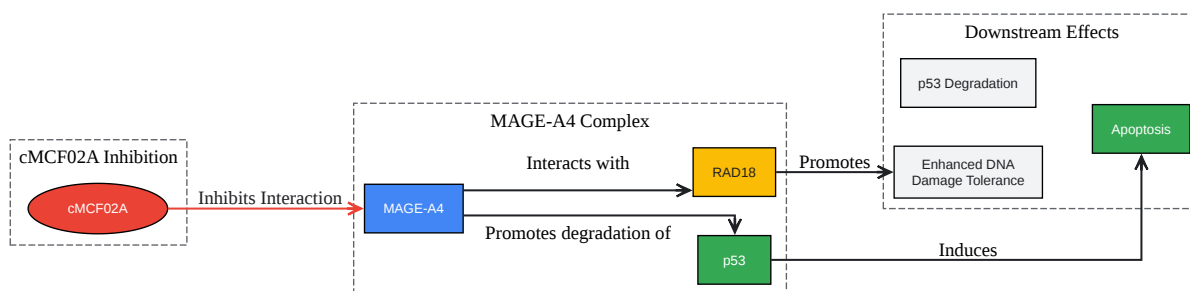 Downstream Effects
p53 Degradation
MAGE-A4 Complex
Apoptosis
cMCF02A Inhibition
Interacts with
RAD18
Promotes
Enhanced DNA
Damage Tolerance
cMCF02A
Inhibits Interaction
MAGE-A4
Promotes degradation of
p53
Induces